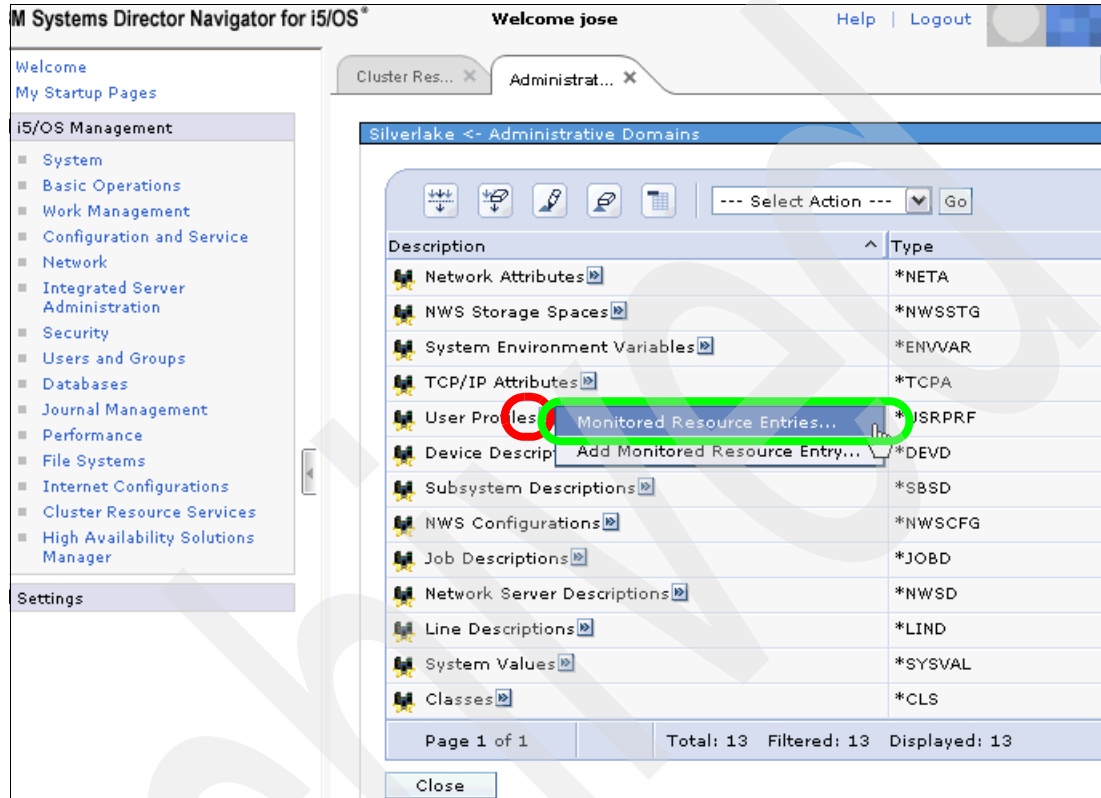 M Systems Director Navigator for i5/OS®
Welcome jose
Help | Logout
Welcome
My Startup Pages
i5/OS Management
System
Basic Operations
Work Management
Configuration and Service
Network
Integrated Server
Administration
Security
Users and Groups
Databases
Journal Management
Performance
File Systems
Internet Configurations
Cluster Resource Services
High Availability Solutions
Manager
Settings
Cluster Res...
Administrat...
Silverlake <- Administrative Domains
--- Select Action ---
Go
Description
Type
Network Attributes *NETA
NWS Storage Spaces *NWSSTG
System Environment Variables *ENVVAR
TCP/IP Attributes *TCPA
User Profiles *USRPRF
Monitored Resource Entries...
Add Monitored Resource Entry...
Device Descrip *DEVD
Subsystem Descriptions *SBSD
NWS Configurations *NWSCFG
Job Descriptions *JOBD
Network Server Descriptions *NWSD
Line Descriptions *LIND
System Values *SYSVAL
Classes *CLS
Page 1 of 1
Total: 13 Filtered: 13 Displayed: 13
Close